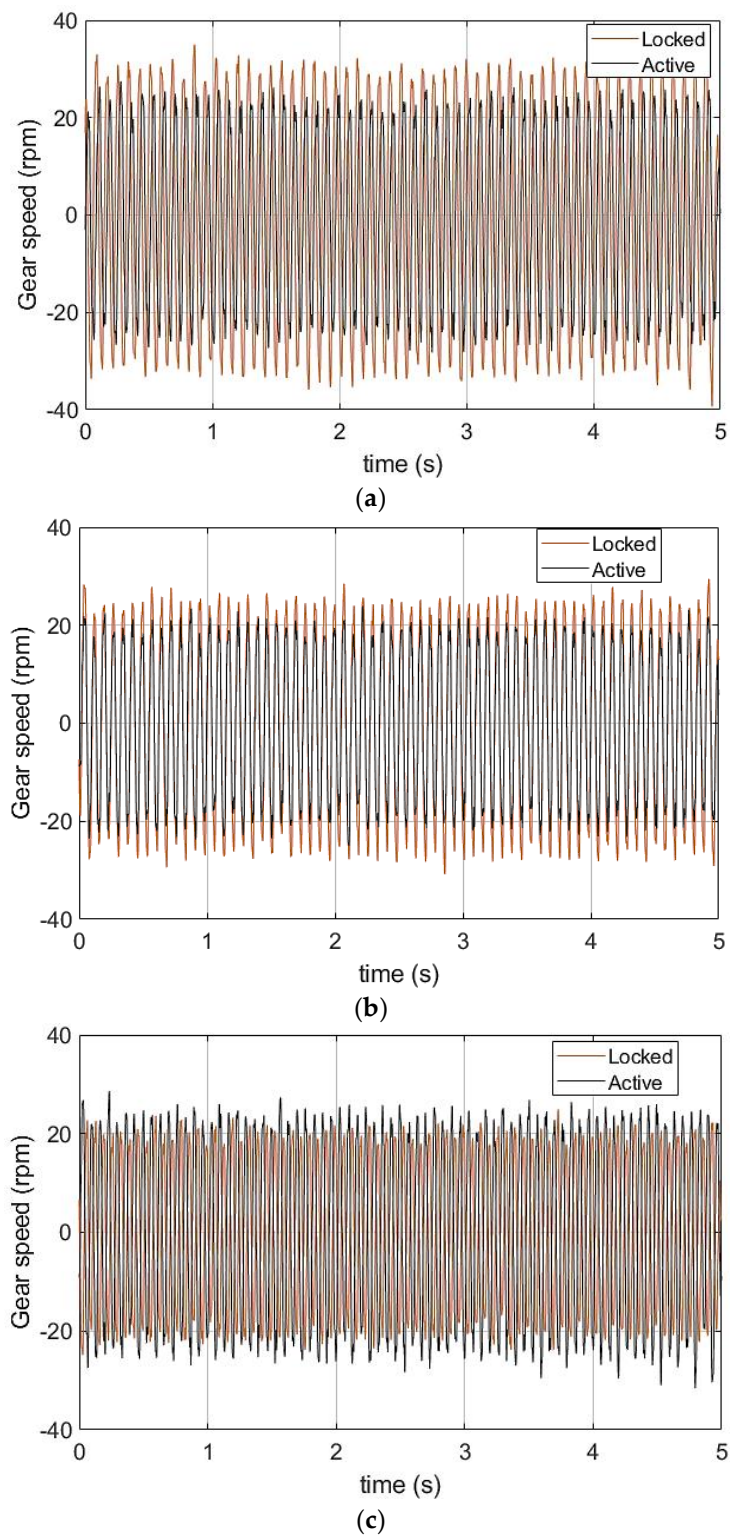 40
Locked
Active
20
Gear speed (rpm)
0
-20
-40
0 1 2 3 4 5
time (s)
(a)
40
Locked
Active
20
Gear speed (rpm)
0
-20
-40
0 1 2 3 4 5
time (s)
(b)
40
Locked
Active
20
Gear speed (rpm)
0
-20
-40
0 1 2 3 4 5
time (s)
(c)